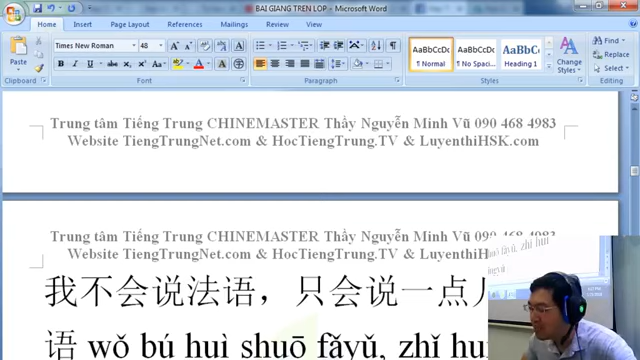 BAI GIANG TREN LOP - Microsoft Word
Home Insert Page Layout References Mailings Review View
Paste
Times New Roman 48
AaBbCcDc AaBbCcDc AaBbC
¶ Normal ¶ No Spaci... Heading 1
Change Styles
Find
Replace
Select
Clipboard Font Paragraph Styles Editing
Trung tâm Tiếng Trung CHINEMASTER Thầy Nguyễn Minh Vũ 090 468 4983
Website TiengTrungNet.com & HocTiengTrung.TV & LuyenthiHSK.com
Trung tâm Tiếng Trung CHINEMASTER Thầy Nguyễn Minh Vũ 090 468 4983
Website TiengTrungNet.com & HocTiengTrung.TV & LuyenthiH
我不会说法语，只会说一点
语 wǒ bú huì shuō fǎyǔ, zhǐ hu